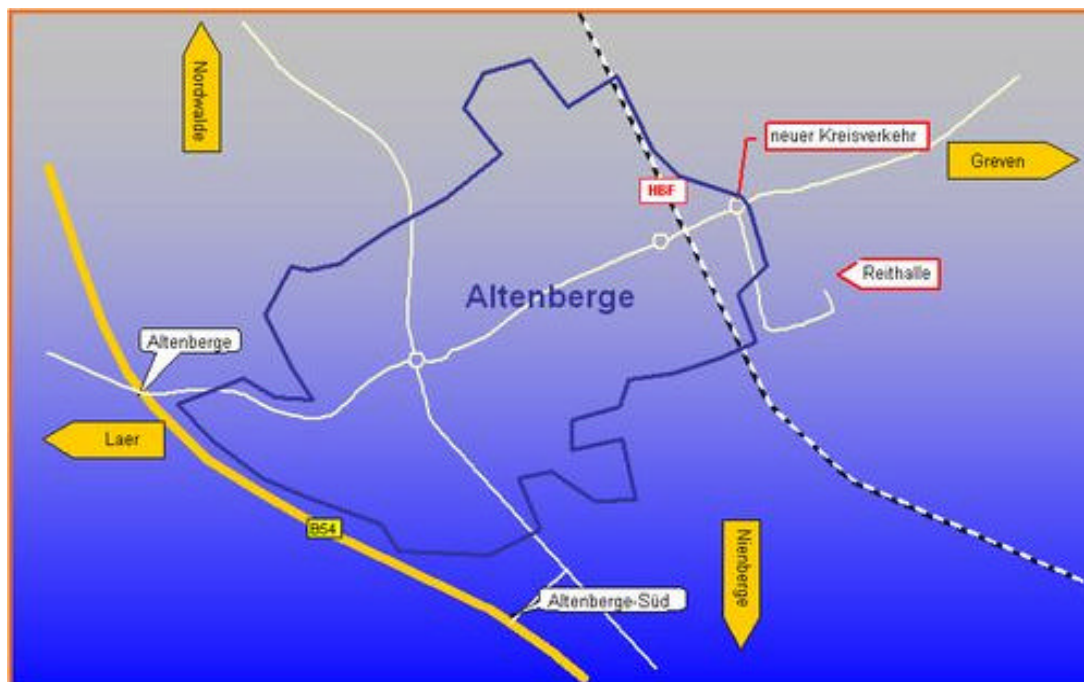 Nordwalde
neuer Kreisverkehr
Greven
HBF
Reithalle
Altenberge
Altenberge
Laer
B54
Nienberge
Altenberge-Süd